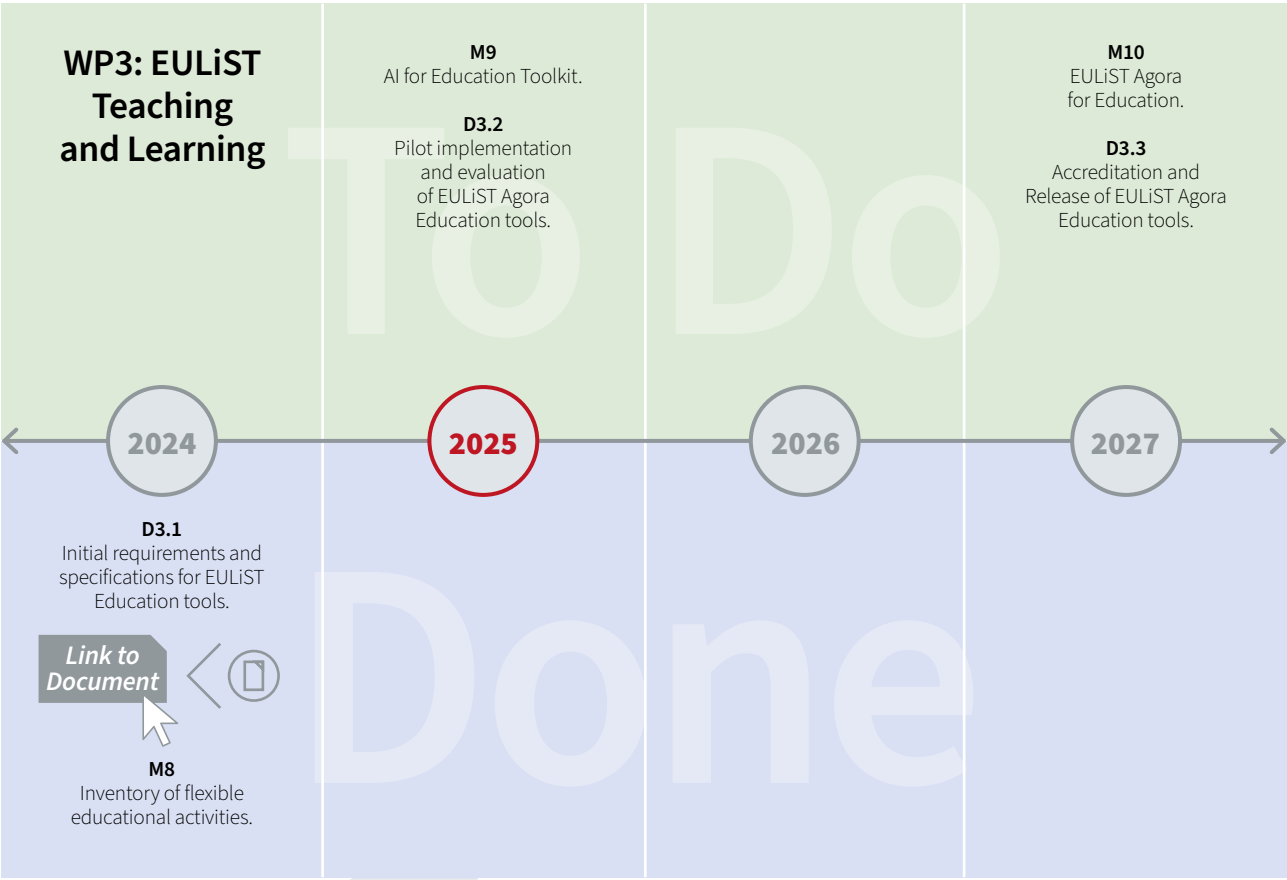 WP3: EULiST
Teaching
and Learning
M9
AI for Education Toolkit.
D3.2
Pilot implementation
and evaluation
of EULiST Agora
Education tools.
M10
EULiST Agora
for Education.
D3.3
Accreditation and
Release of EULiST Agora
Education tools.
To Do
2024
2025
2026
2027
D3.1
Initial requirements and
specifications for EULiST
Education tools.
Link to
Document
M8
Inventory of flexible
educational activities.
Done